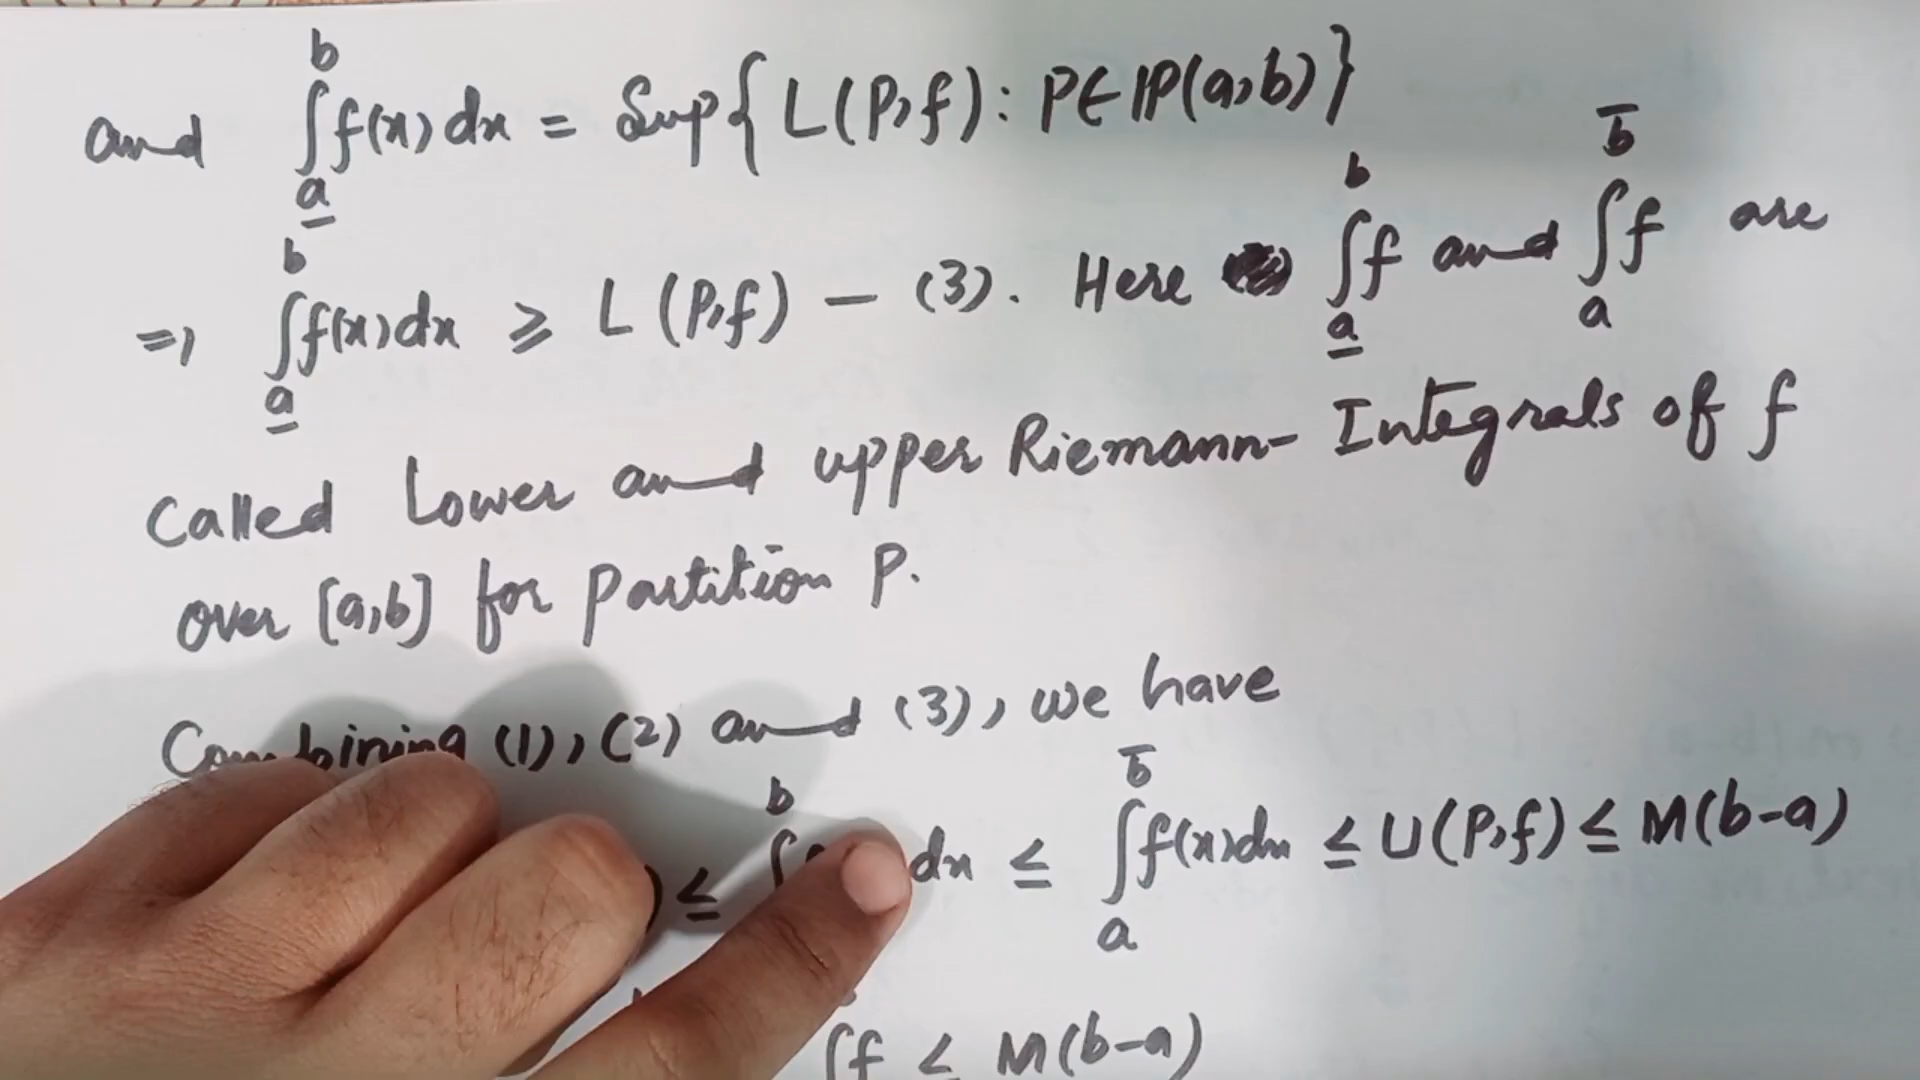 and ∫_a̲^b f(x) dx = Sup{ L(P,f) : P∈ℙ(a,b)}
=> ∫_a̲^b f(x)dx ≥ L(P,f) — (3). Here ∫_a̲^b f and ∫_a^b̅ f are
Called Lower and upper Riemann- Integrals of f
over [a,b] for partition P.
Combining (1), (2) and (3), we have
) ≤ ∫^b dx ≤ ∫_a^b̅ f(x)dx ≤ U(P,f) ≤ M(b-a)
∫f ≤ M(b-a)